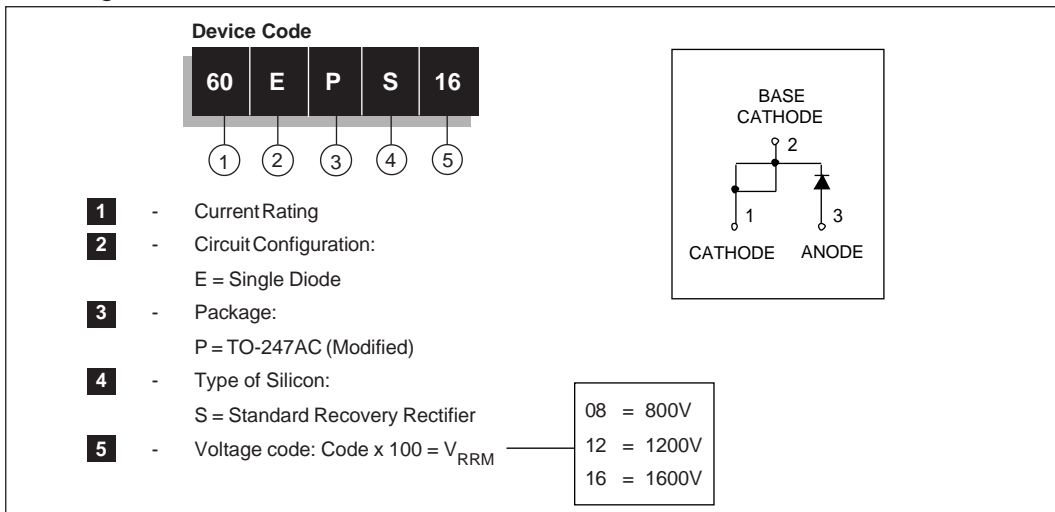 Device Code
60 E P S 16
1 2 3 4 5
1 - Current Rating
2 - Circuit Configuration:
E = Single Diode
3 - Package:
P = TO-247AC (Modified)
4 - Type of Silicon:
S = Standard Recovery Rectifier
5 - Voltage code: Code x 100 = VRRM
08 = 800V
12 = 1200V
16 = 1600V
BASE
CATHODE
2
1 3
CATHODE ANODE